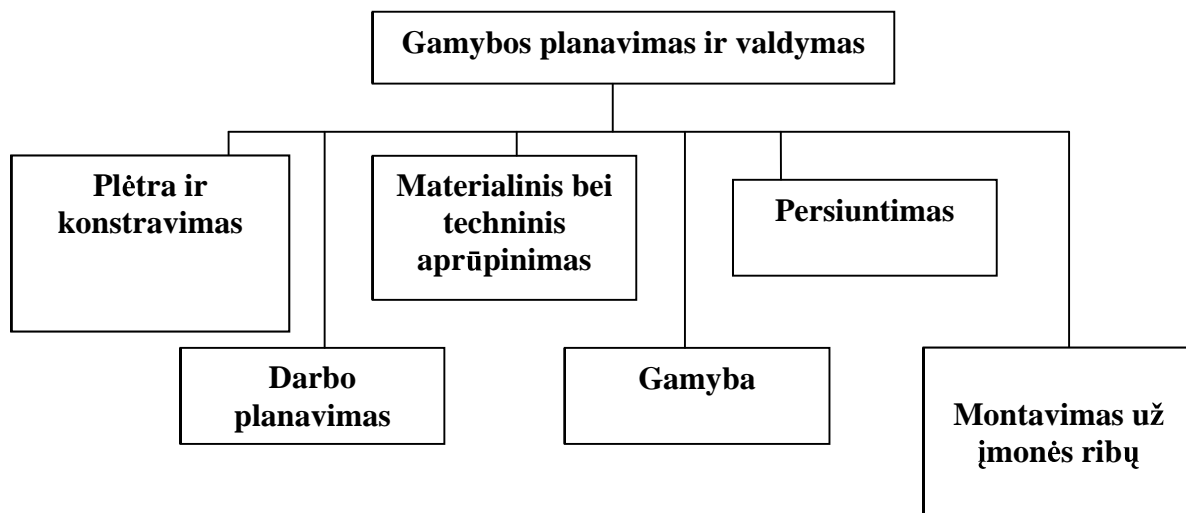 Gamybos planavimas ir valdymas
Plėtra ir
konstravimas
Materialinis bei
techninis
aprūpinimas
Persiuntimas
Darbo
planavimas
Gamyba
Montavimas už
įmonės ribų